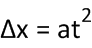 Δx = at²